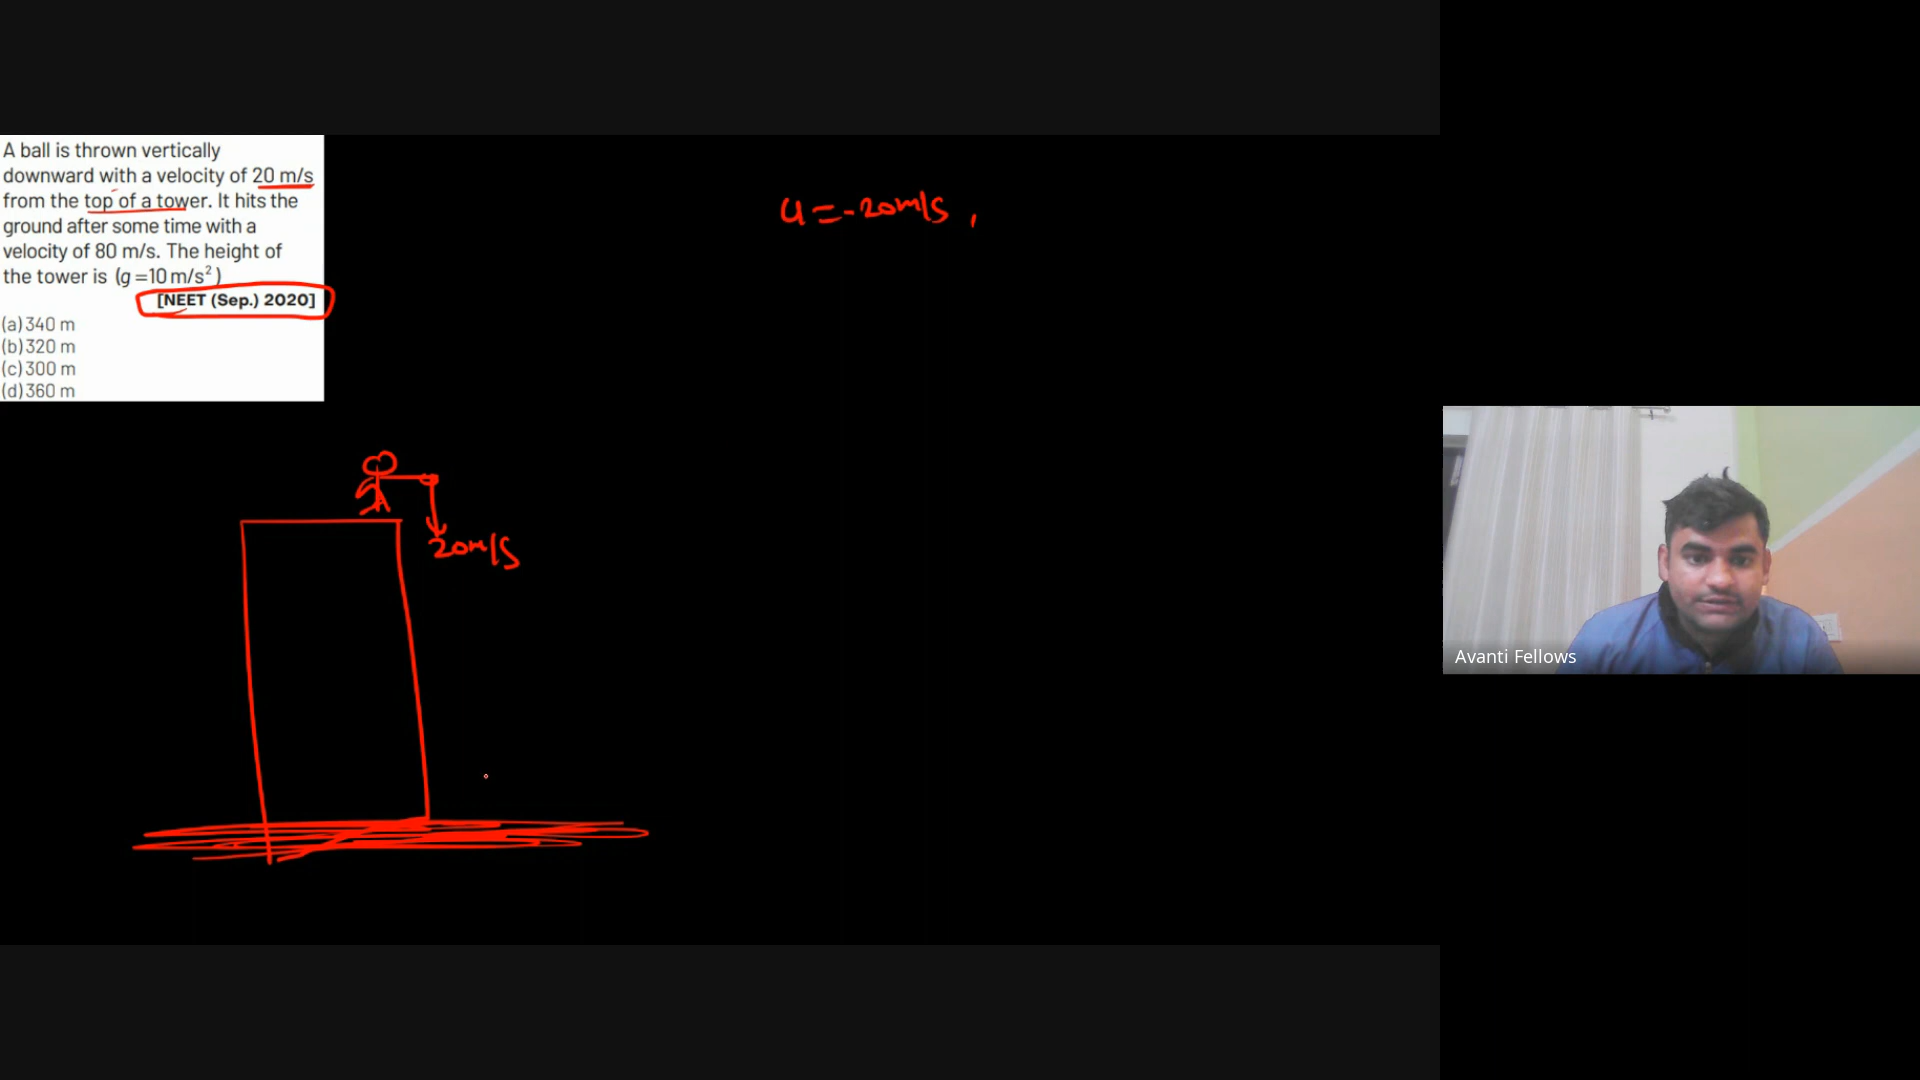 A ball is thrown vertically
downward with a velocity of 20 m/s
from the top of a tower. It hits the
ground after some time with a
velocity of 80 m/s. The height of
the tower is (g =10 m/s²)
[NEET (Sep.) 2020]
(a) 340 m
(b) 320 m
(c) 300 m
(d) 360 m
u = -20m/s ,
20m/s
Avanti Fellows